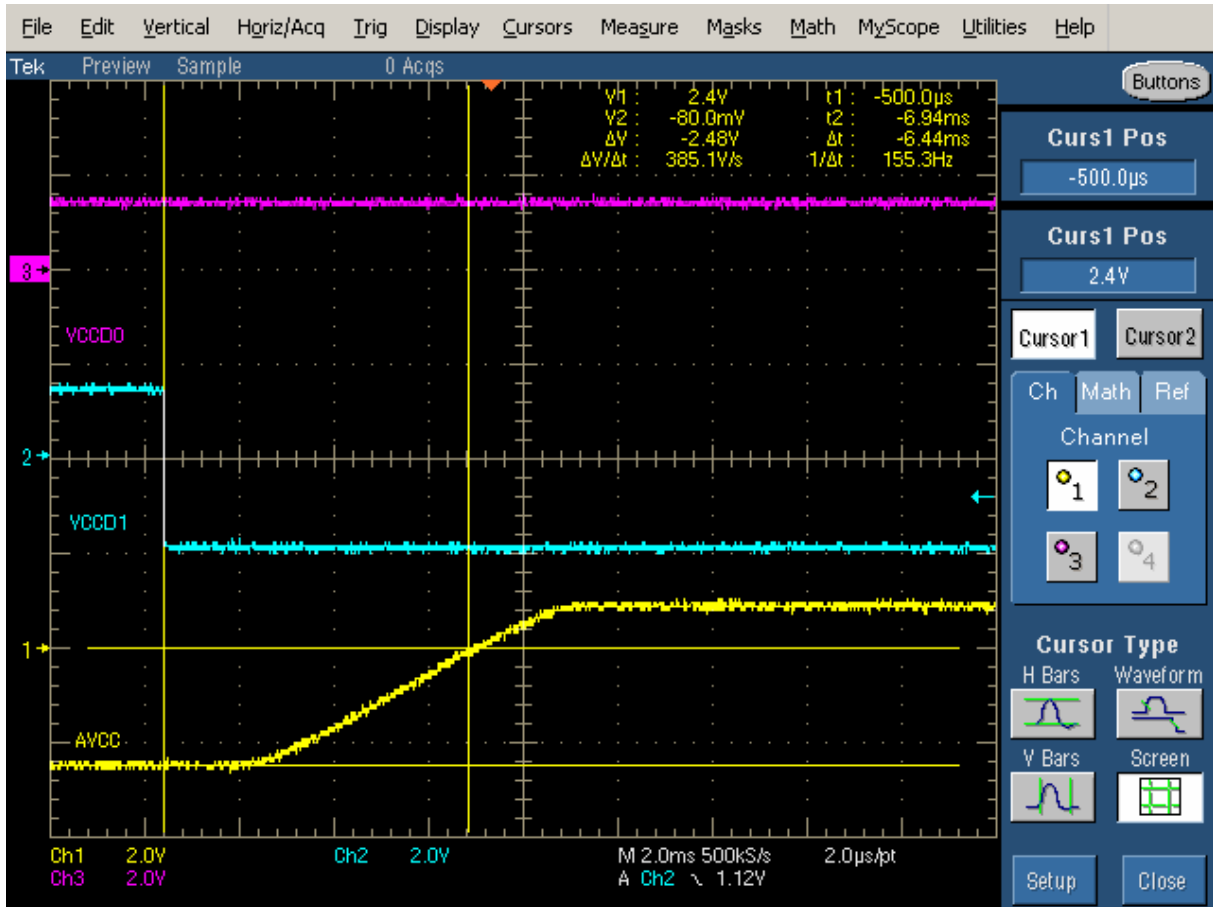 File Edit Vertical Horiz/Acq Trig Display Cursors Measure Masks Math MyScope Utilities Help
Tek Preview Sample 0 Acqs
Buttons
V1 : 2.4V t1 : -500.0µs
V2 : -80.0mV t2 : -6.94ms
ΔV : -2.48V Δt : -6.44ms
ΔV/Δt : 385.1V/s 1/Δt : 155.3Hz
Curs1 Pos
-500.0µs
Curs1 Pos
2.4V
3
VCCD0
Cursor1 Cursor2
Ch Math Ref
Channel
1 2
3 4
2
VCCD1
1
AVCC
Cursor Type
H Bars Waveform
V Bars Screen
Ch1 2.0V Ch2 2.0V M 2.0ms 500kS/s 2.0µs/pt
Ch3 2.0V A Ch2 \ 1.12V
Setup Close